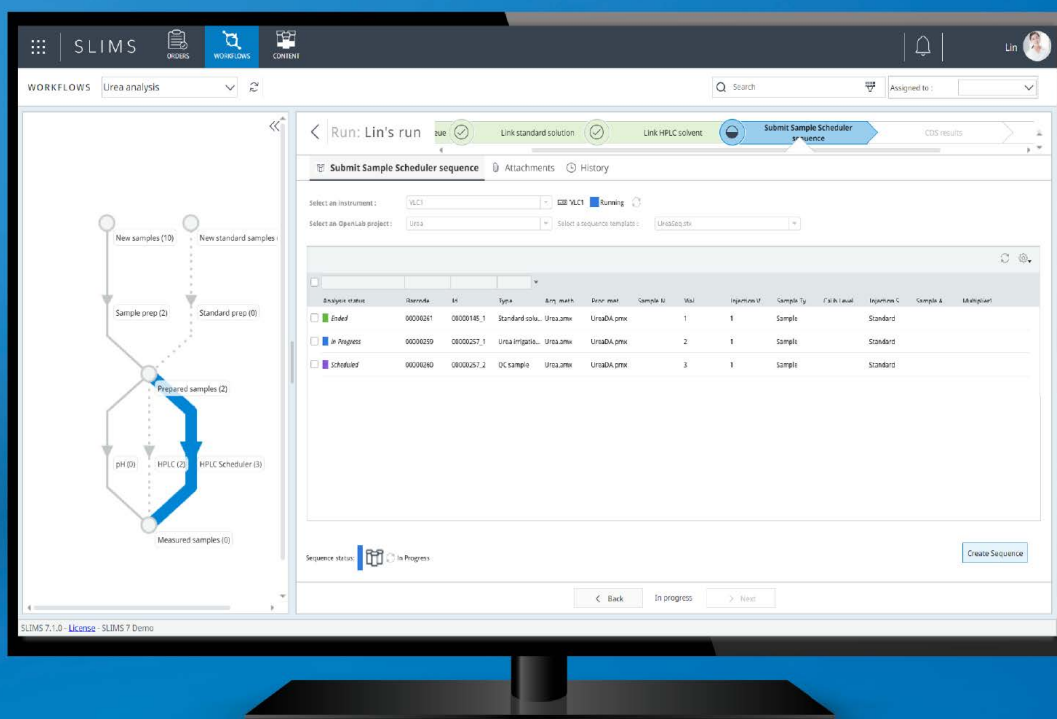 SLIMS
ORDERS
WORKFLOWS
CONTENT
Lin
WORKFLOWS
Urea analysis
Search
Assigned to :
Run: Lin's run
Link standard solution
Link HPLC solvent
Submit Sample Scheduler
sequence
CDS results
Submit Sample Scheduler sequence
Attachments
History
Select an instrument :
VLC1
VLC1
Running
Select an OpenLab project :
Urea
Select a sequence template :
Analysis status
Barcode
Id
Type
Acq. meth
Proc. met
Sample N
Vial
Sample Ty
Calib Level
Injection S
Sample A
Ended
00000261
00000145_1
Standard solu...
Urea.amx
UreaDA.pmx
1
1
Sample
Standard
In Progress
00000259
00000257_1
Urea irrigatio...
Urea.amx
UreaDA.pmx
2
1
Sample
Standard
Scheduled
00000260
00000257_2
QC sample
Urea.amx
UreaDA.pmx
3
1
Sample
Standard
New samples (10)
New standard samples
Sample prep (2)
Standard prep (0)
Prepared samples (2)
pH (0)
HPLC (2)
HPLC Scheduler (3)
Measured samples (0)
Sequence status:
In Progress
Create Sequence
Back
In progress
Next
SLIMS 7.1.0 - License - SLIMS 7 Demo